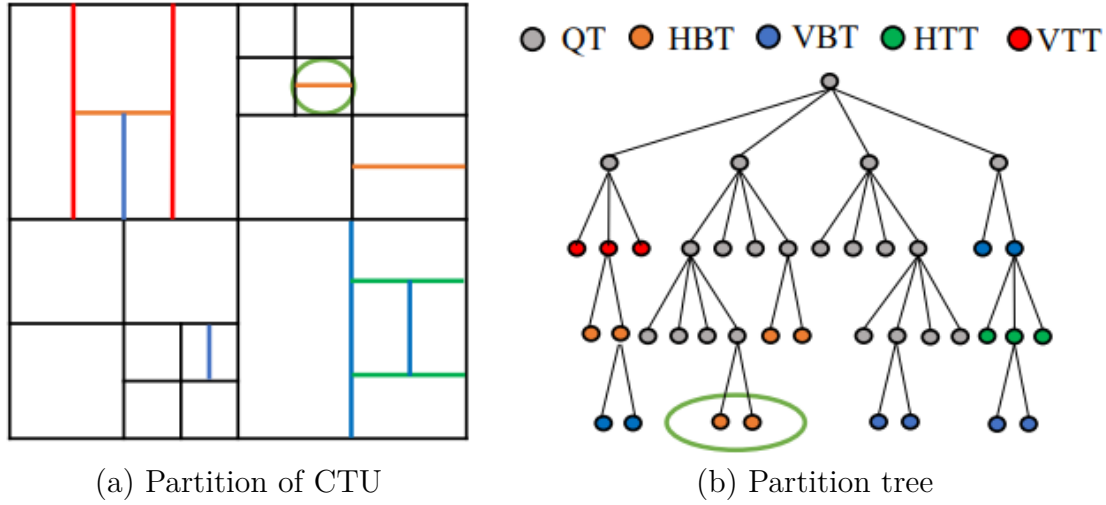 QT HBT VBT HTT VTT
(a) Partition of CTU
(b) Partition tree